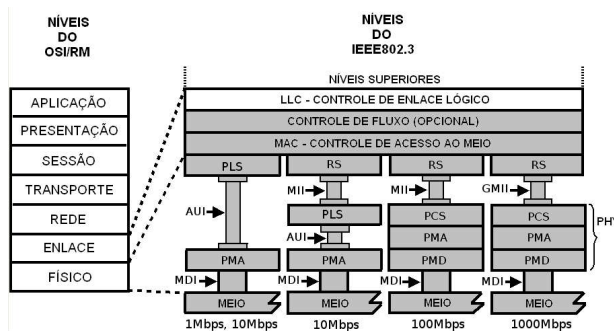 NÍVEIS
DO
OSI/RM
NÍVEIS
DO
IEEE802.3
APLICAÇÃO
PRESENTAÇÃO
SESSÃO
TRANSPORTE
REDE
ENLACE
FÍSICO
NÍVEIS SUPERIORES
LLC - CONTROLE DE ENLACE LÓGICO
CONTROLE DE FLUXO (OPCIONAL)
MAC - CONTROLE DE ACESSO AO MEIO
PLS
AUI
PMA
MDI
MEIO
1Mbps, 10Mbps
RS
MII
PLS
AUI
PMA
MDI
MEIO
10Mbps
RS
MII
PCS
PMA
PMD
MDI
MEIO
100Mbps
RS
GMII
PCS
PMA
PMD
MDI
MEIO
1000Mbps